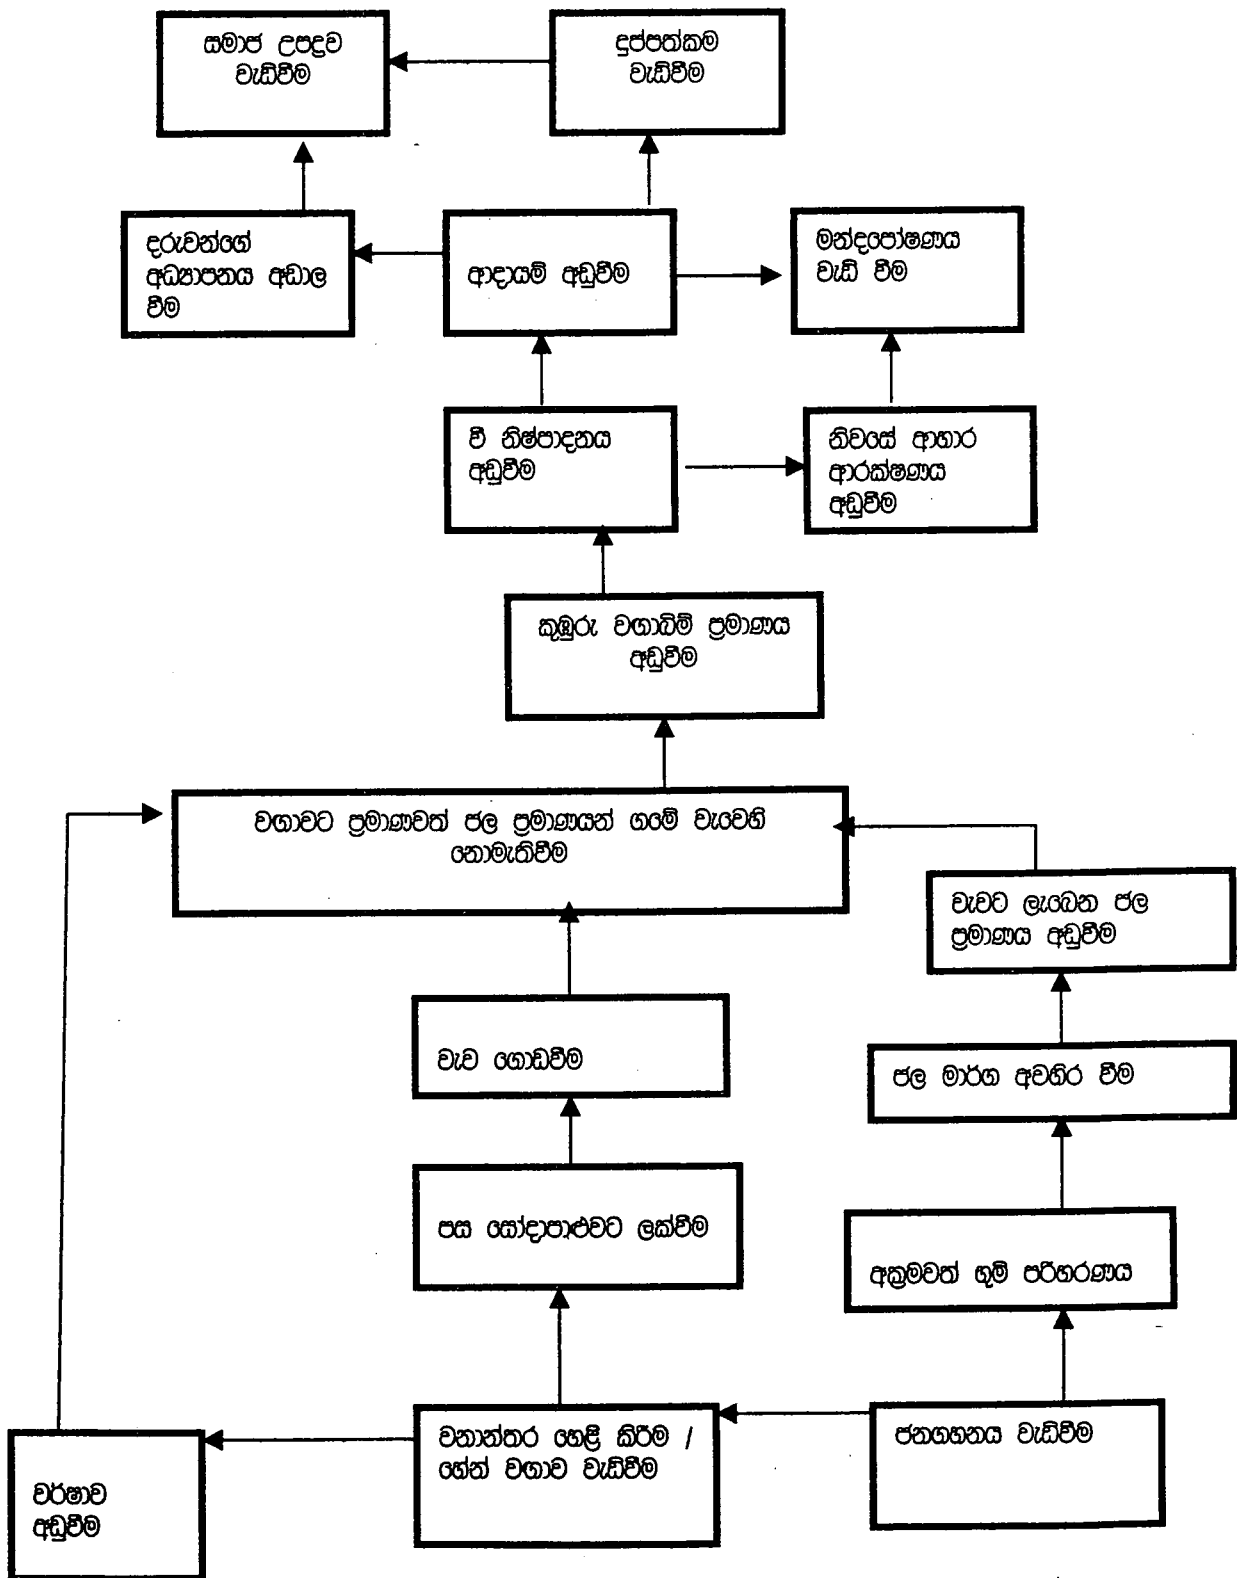 සමාජ උපද්‍රව
වැඩිවීම
දුප්පත්කම
වැඩිවීම
දරුවන්ගේ
අධ්‍යාපනය අඩාල
වීම
ආදායම් අඩුවීම
මන්දපෝෂණය
වැඩි වීම
වී නිෂ්පාදනය
අඩුවීම
නිවසේ ආහාර
ආරක්ෂණය
අඩුවීම
කුඹුරු වගාබිම් ප්‍රමාණය
අඩුවීම
වගාවට ප්‍රමාණවත් ජල ප්‍රමාණයන් ගමේ වැවෙහි
නොමැතිවීම
වැවට ලැබෙන ජල
ප්‍රමාණය අඩුවීම
වැව ගොඩවීම
ජල මාර්ග අවහිර වීම
පස සෝදාපාළුවට ලක්වීම
අක්‍රමවත් භූමි පරිහරණය
වනාන්තර හෙළි කිරීම /
හේන් වගාව වැඩිවීම
ජනගහනය වැඩිවීම
වර්ෂාව
අඩුවීම